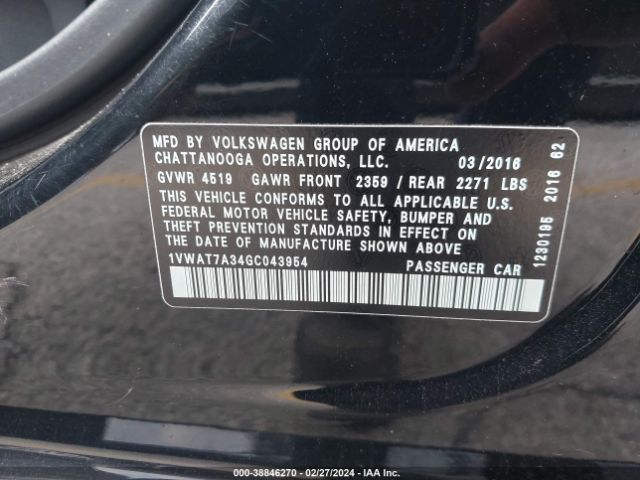 MFD BY VOLKSWAGEN GROUP OF AMERICA
CHATTANOOGA OPERATIONS, LLC. 03/2016
GVWR 4519 GAWR FRONT 2359 / REAR 2271 LBS
THIS VEHICLE CONFORMS TO ALL APPLICABLE U.S.
FEDERAL MOTOR VEHICLE SAFETY, BUMPER AND
THEFT PREVENTION STANDARDS IN EFFECT ON
THE DATE OF MANUFACTURE SHOWN ABOVE
1VWAT7A34GC043954 PASSENGER CAR
1230195 2016 62
000-38846270 - 02/27/2024 - IAA Inc.